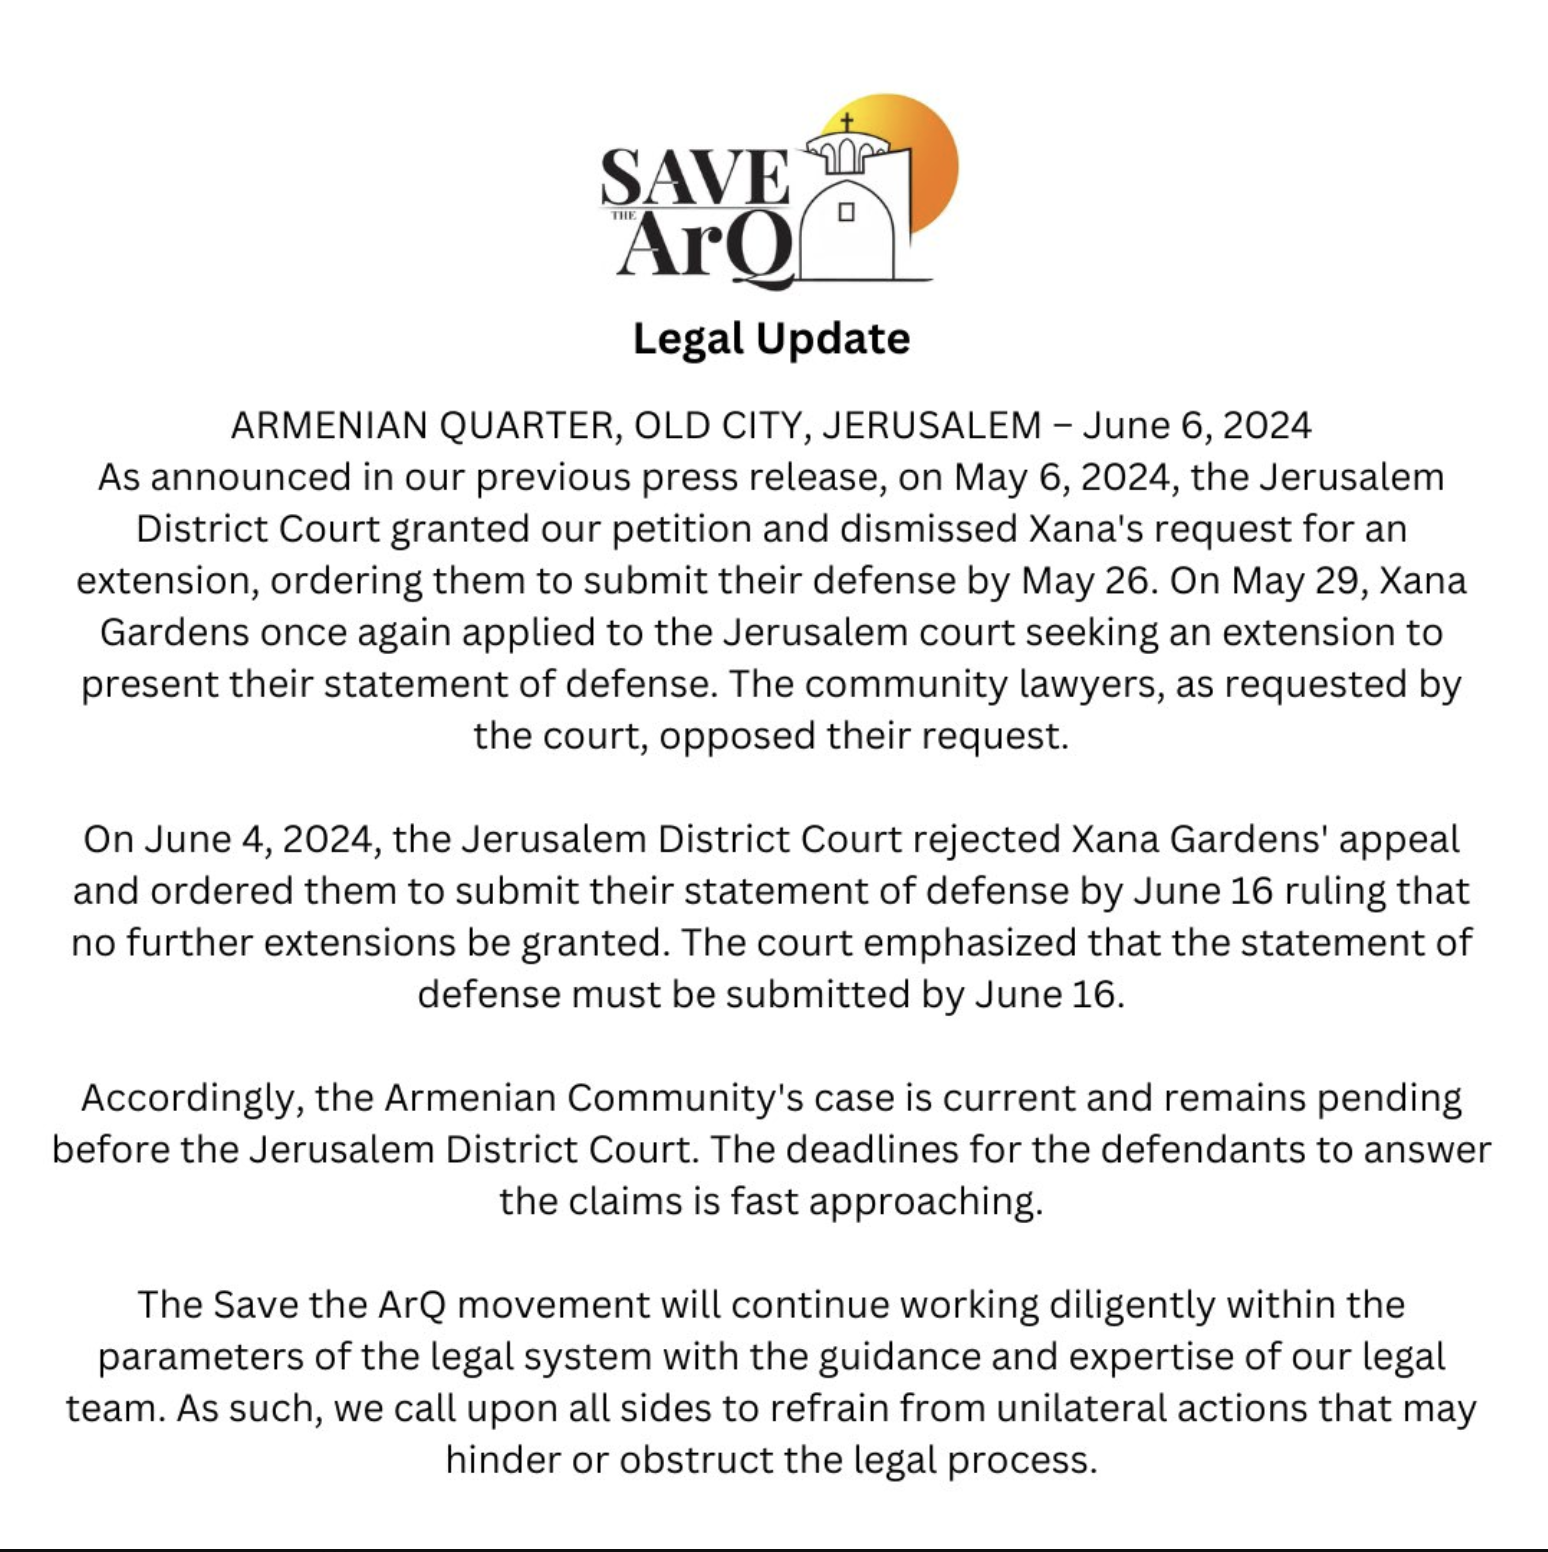 SAVE
THE
ArQ
Legal Update
ARMENIAN QUARTER, OLD CITY, JERUSALEM – June 6, 2024
As announced in our previous press release, on May 6, 2024, the Jerusalem
District Court granted our petition and dismissed Xana's request for an
extension, ordering them to submit their defense by May 26. On May 29, Xana
Gardens once again applied to the Jerusalem court seeking an extension to
present their statement of defense. The community lawyers, as requested by
the court, opposed their request.
On June 4, 2024, the Jerusalem District Court rejected Xana Gardens' appeal
and ordered them to submit their statement of defense by June 16 ruling that
no further extensions be granted. The court emphasized that the statement of
defense must be submitted by June 16.
Accordingly, the Armenian Community's case is current and remains pending
before the Jerusalem District Court. The deadlines for the defendants to answer
the claims is fast approaching.
The Save the ArQ movement will continue working diligently within the
parameters of the legal system with the guidance and expertise of our legal
team. As such, we call upon all sides to refrain from unilateral actions that may
hinder or obstruct the legal process.